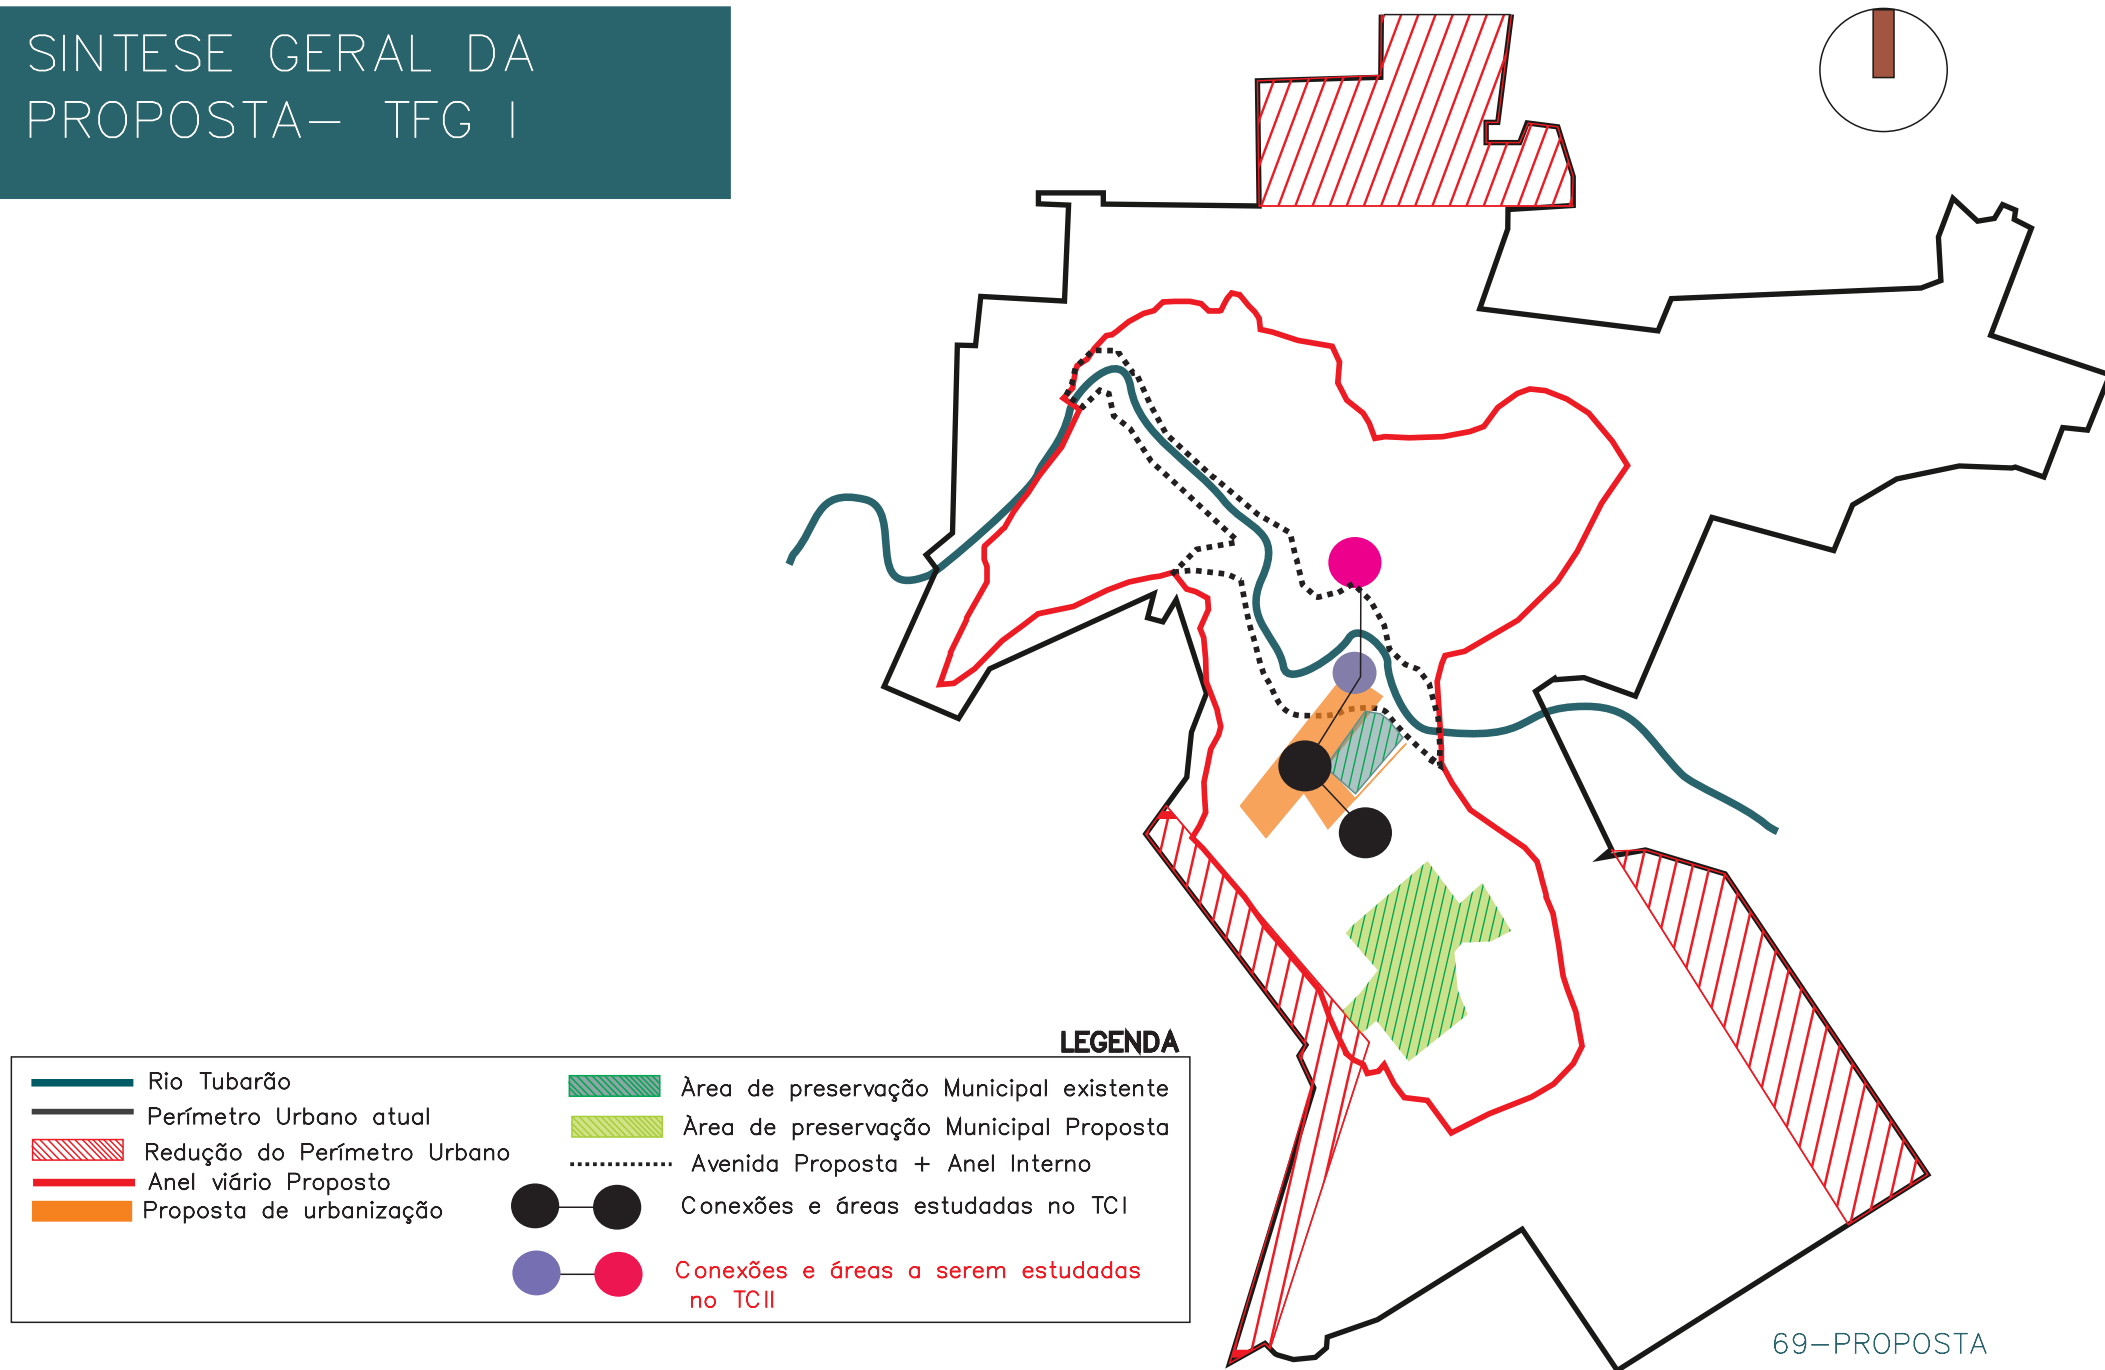 SINTESE GERAL DA
PROPOSTA– TFG I
LEGENDA
Rio Tubarão
Perímetro Urbano atual
Redução do Perímetro Urbano
Anel viário Proposto
Proposta de urbanização
Àrea de preservação Municipal existente
Àrea de preservação Municipal Proposta
Avenida Proposta + Anel Interno
Conexões e áreas estudadas no TCI
Conexões e áreas a serem estudadas
no TCII
69–PROPOSTA